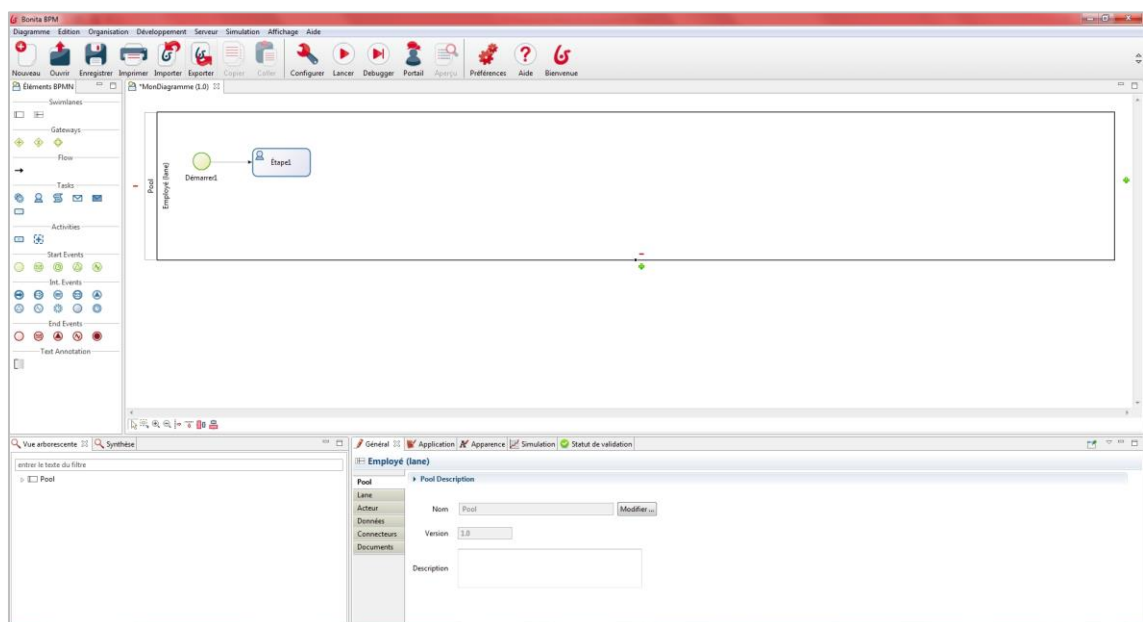 Bonita BPM
Diagramme Edition Organisation Développement Serveur Simulation Affichage Aide
Nouveau Ouvrir Enregistrer Imprimer Importer Exporter Copier Coller Configurer Lancer Debugger Portail Aperçu Préférences Aide Bienvenue
Éléments BPMN
*MonDiagramme (1.0)
Swimlanes
Gateways
Flow
Tasks
Activities
Start Events
Int. Events
End Events
Text Annotation
Pool
Employé (lane)
Démarrer1
Étape1
Vue arborescente Synthèse
entrer le texte du filtre
Pool
Général Application Apparence Simulation Statut de validation
Employé (lane)
Pool
Lane
Acteur
Données
Connecteurs
Documents
Pool Description
Nom Pool Modifier ...
Version 1.0
Description